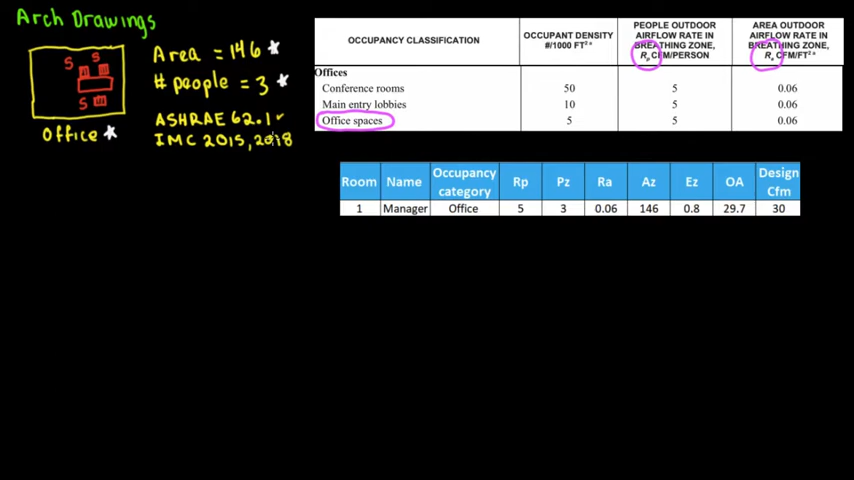 Arch Drawings
S
S
S
Office
Area = 146
# people = 3
ASHRAE 62.1
IMC 2015, 2018
OCCUPANCY CLASSIFICATION OCCUPANT DENSITY #/1000 FT² a PEOPLE OUTDOOR AIRFLOW RATE IN BREATHING ZONE, Rp CFM/PERSON AREA OUTDOOR AIRFLOW RATE IN BREATHING ZONE, Ra CFM/FT² a
Offices
Conference rooms 50 5 0.06
Main entry lobbies 10 5 0.06
Office spaces 5 5 0.06
Room Name Occupancy category Rp Pz Ra Az Ez OA Design Cfm
1 Manager Office 5 3 0.06 146 0.8 29.7 30